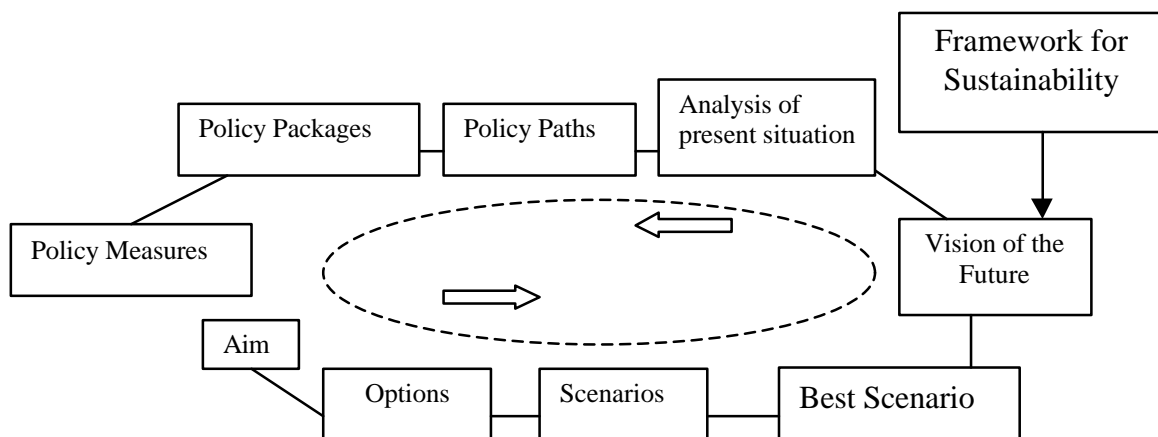 Framework for
Sustainability
Analysis of
present situation
Policy Packages
Policy Paths
Policy Measures
Vision of the
Future
Aim
Options
Scenarios
Best Scenario